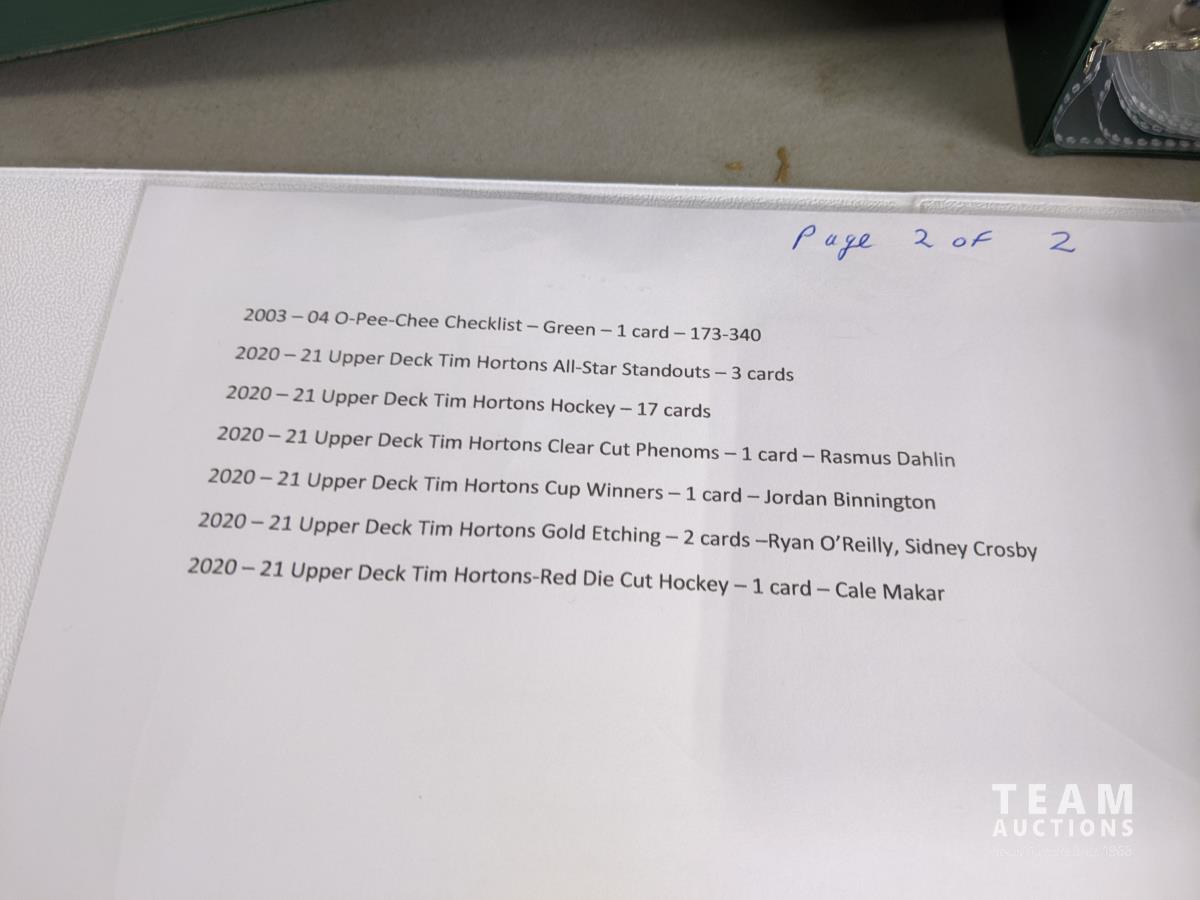 Page 2 of 2
2003 – 04 O-Pee-Chee Checklist – Green – 1 card – 173-340
2020 – 21 Upper Deck Tim Hortons All-Star Standouts – 3 cards
2020 – 21 Upper Deck Tim Hortons Hockey – 17 cards
2020 – 21 Upper Deck Tim Hortons Clear Cut Phenoms – 1 card – Rasmus Dahlin
2020 – 21 Upper Deck Tim Hortons Cup Winners – 1 card – Jordan Binnington
2020 – 21 Upper Deck Tim Hortons Gold Etching – 2 cards –Ryan O'Reilly, Sidney Crosby
2020 – 21 Upper Deck Tim Hortons-Red Die Cut Hockey – 1 card – Cale Makar
TEAM
AUCTIONS